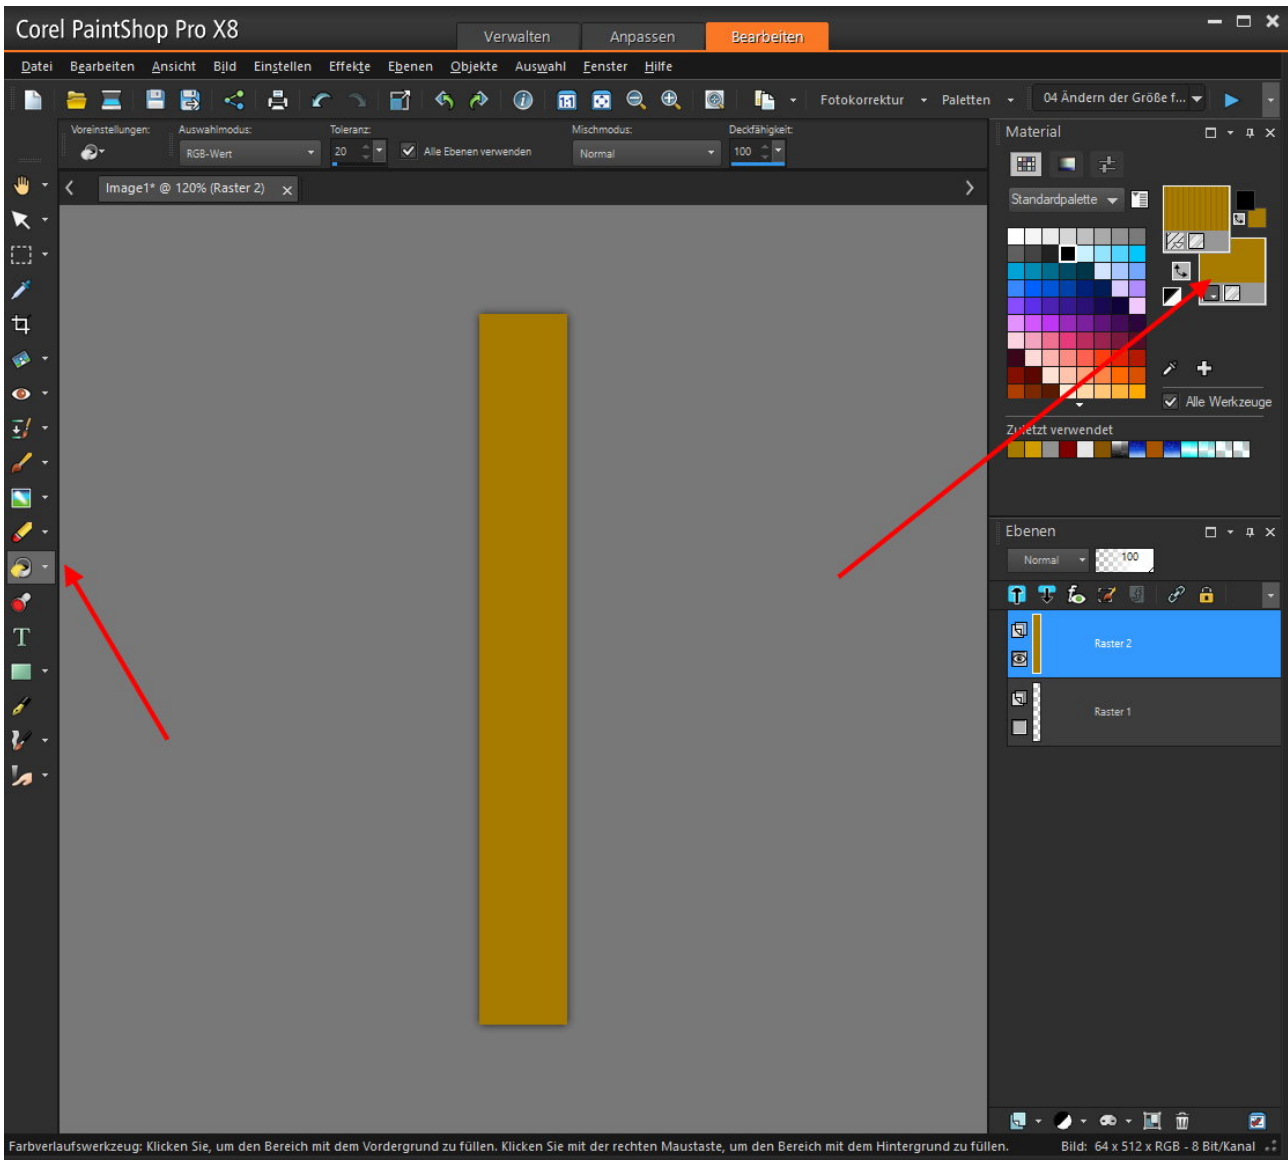 Corel PaintShop Pro X8
Verwalten Anpassen Bearbeiten
Datei Bearbeiten Ansicht Bild Einstellen Effekte Ebenen Objekte Auswahl Fenster Hilfe
Fotokorrektur Paletten 04 Ändern der Größe f...
Voreinstellungen: Auswahlmodus: Toleranz: Mischmodus: Deckfähigkeit:
RGB-Wert 20 Alle Ebenen verwenden Normal 100
Image1* @ 120% (Raster 2)
Material
Standardpalette
Alle Werkzeuge
Zuletzt verwendet
Ebenen
Normal 100
Raster 2
Raster 1
Farbverlaufswerkzeug: Klicken Sie, um den Bereich mit dem Vordergrund zu füllen. Klicken Sie mit der rechten Maustaste, um den Bereich mit dem Hintergrund zu füllen. Bild: 64 x 512 x RGB - 8 Bit/Kanal